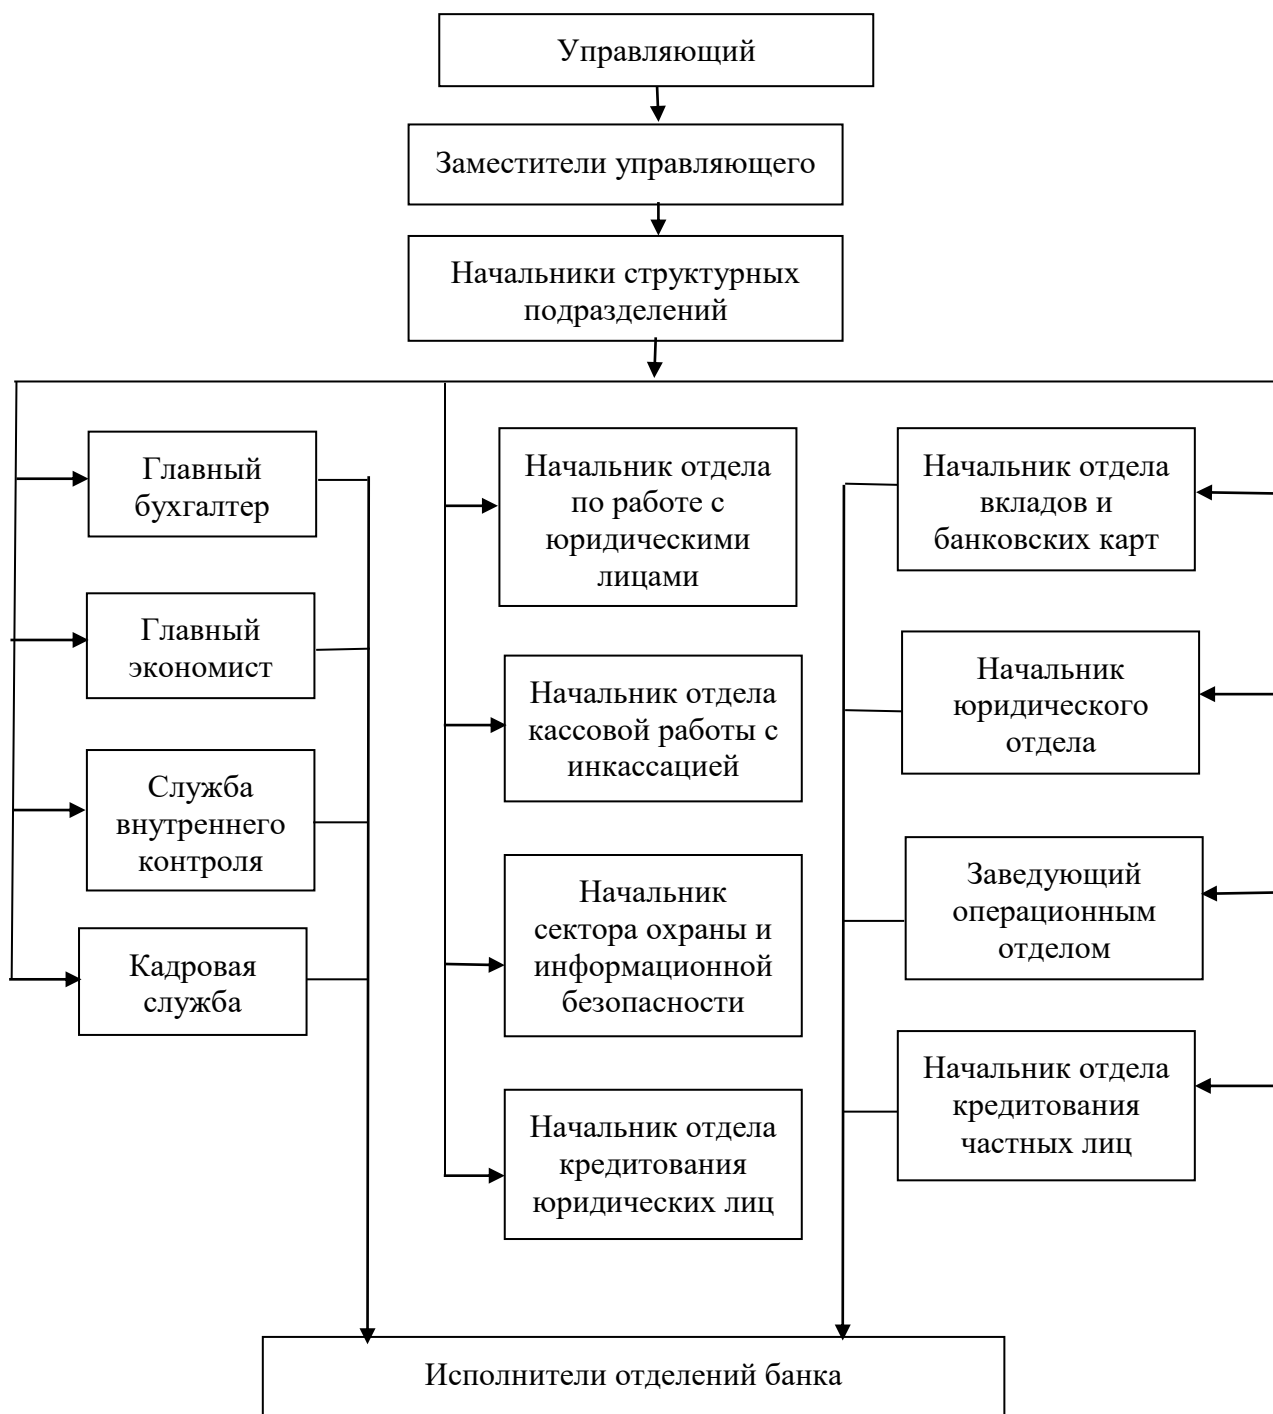 Управляющий
Заместители управляющего
Начальники структурных
подразделений
Главный
бухгалтер
Главный
экономист
Служба
внутреннего
контроля
Кадровая
служба
Начальник отдела
по работе с
юридическими
лицами
Начальник отдела
кассовой работы с
инкассацией
Начальник
сектора охраны и
информационной
безопасности
Начальник отдела
кредитования
юридических лиц
Начальник отдела
вкладов и
банковских карт
Начальник
юридического
отдела
Заведующий
операционным
отделом
Начальник отдела
кредитования
частных лиц
Исполнители отделений банка